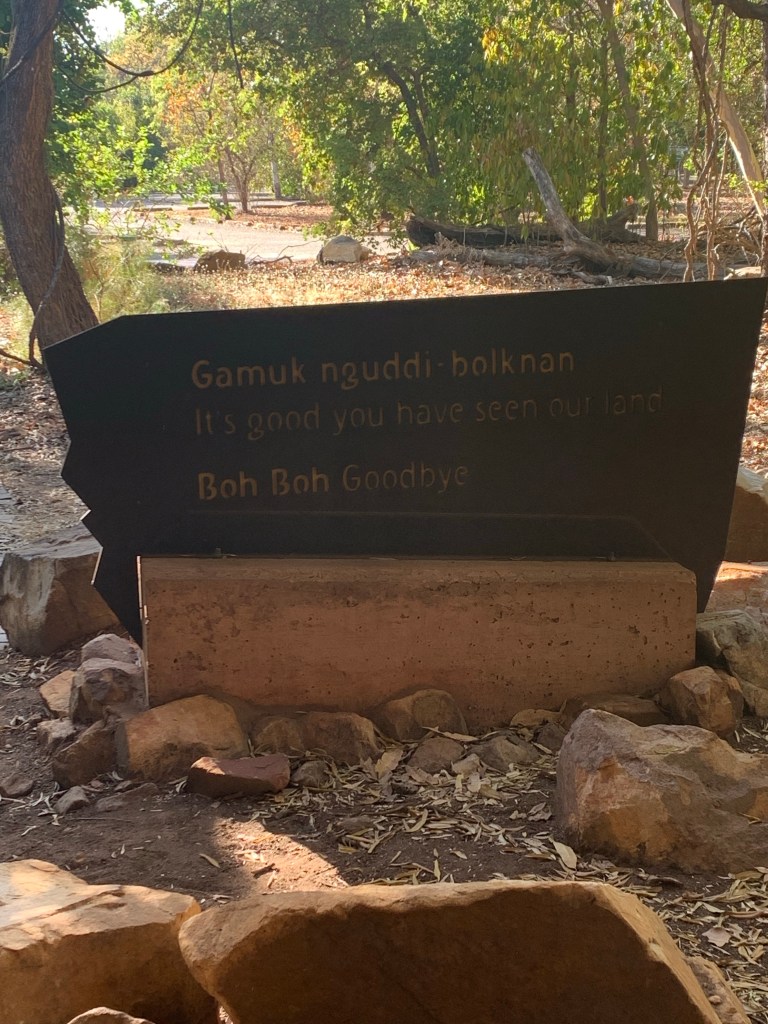 Gamuk nguddi-bolknan
It's good you have seen our land
Boh Boh Goodbye